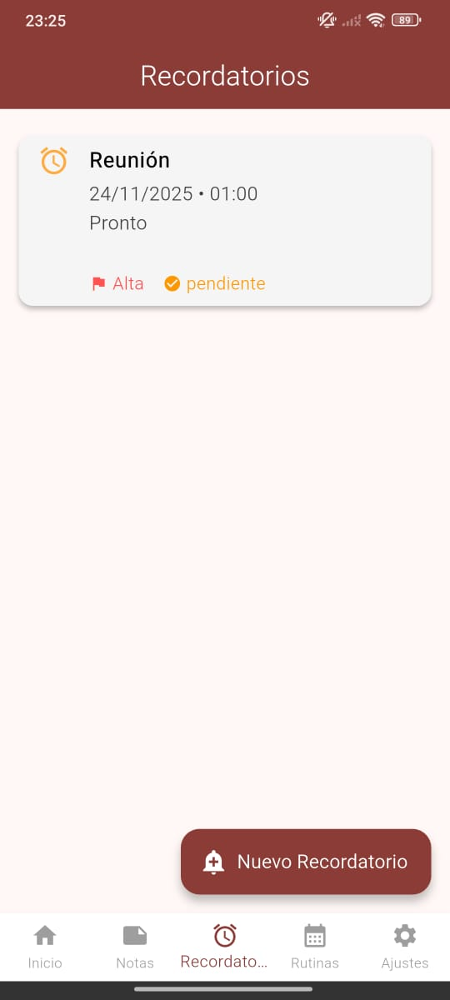 23:25
89
Recordatorios
Reunión
24/11/2025 • 01:00
Pronto
Alta
pendiente
Nuevo Recordatorio
Inicio
Notas
Recordato...
Rutinas
Ajustes